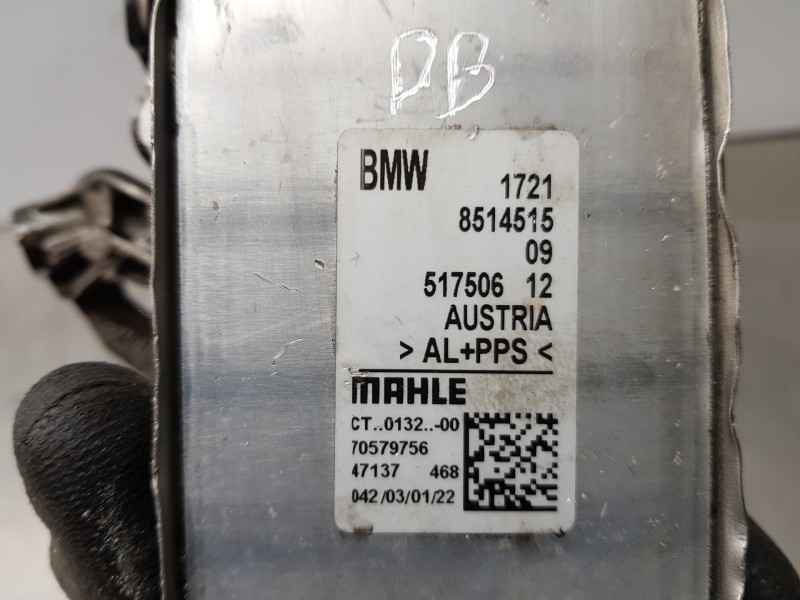 DB
BMW 1721
8514515
09
517506 12
AUSTRIA
> AL+PPS <
MAHLE
CT..0132..-00
70579756
47137 468
042/03/01/22